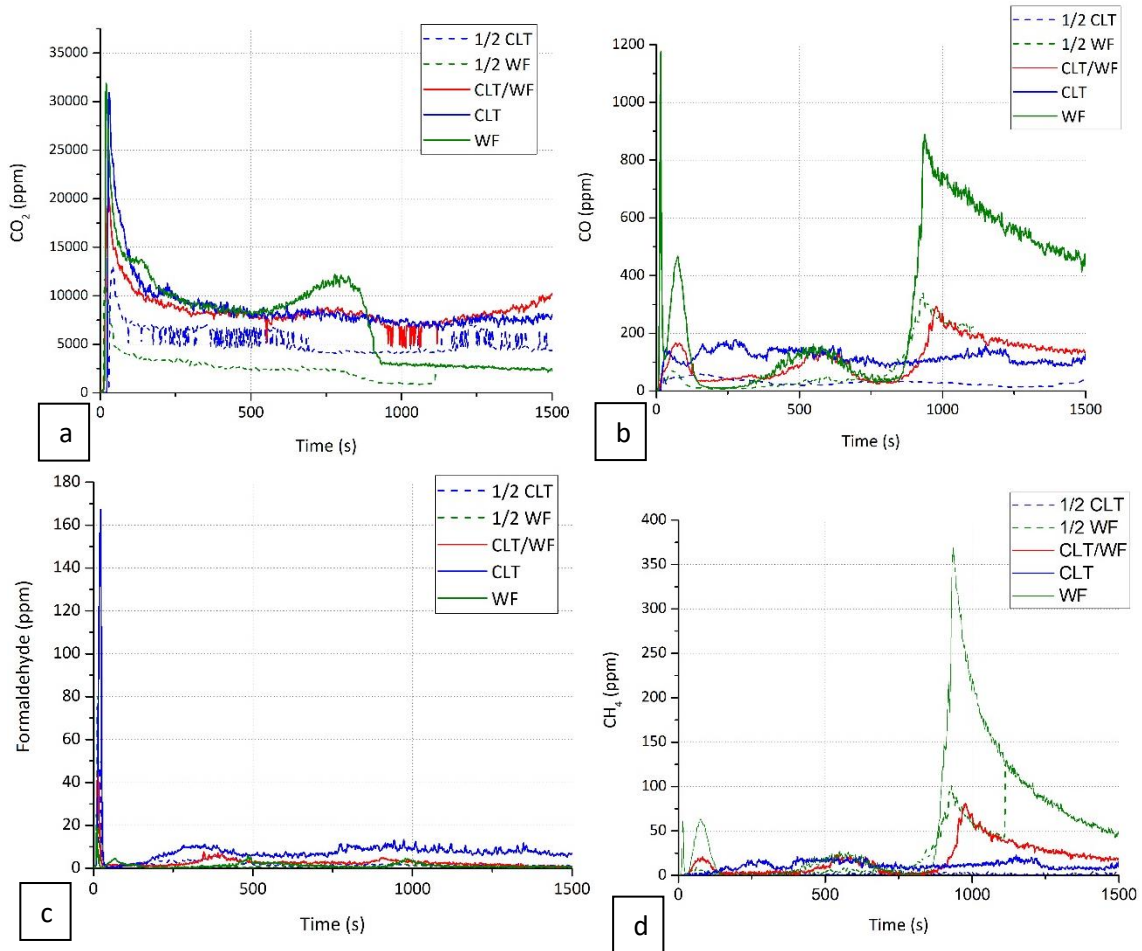 35000
30000
25000
20000
15000
10000
5000
0
CO₂ (ppm)
1/2 CLT
1/2 WF
CLT/WF
CLT
WF
0
500
1000
1500
Time (s)
a
1200
1000
800
600
400
200
0
CO (ppm)
1/2 CLT
1/2 WF
CLT/WF
CLT
WF
0
500
1000
1500
Time (s)
b
180
160
140
120
100
80
60
40
20
0
Formaldehyde (ppm)
1/2 CLT
1/2 WF
CLT/WF
CLT
WF
0
500
1000
1500
Time (s)
c
400
350
300
250
200
150
100
50
0
CH₄ (ppm)
1/2 CLT
1/2 WF
CLT/WF
CLT
WF
0
500
1000
1500
Time (s)
d